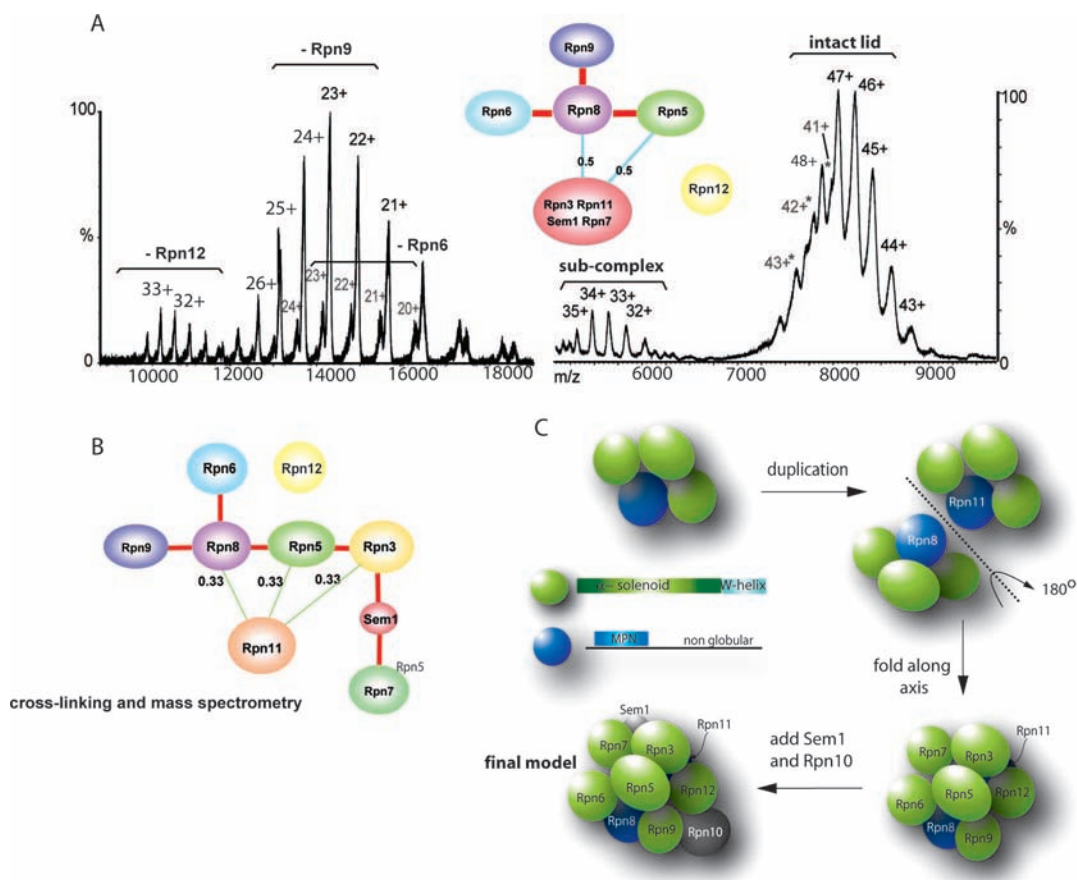 A
- Rpn9
23+
24+
22+
25+
21+
- Rpn6
- Rpn12
33+
32+
26+
24+
23+
22+
21+
20+
100
%
0
10000
12000
14000
16000
18000
Rpn9
Rpn6
Rpn8
Rpn5
0.5
0.5
Rpn3 Rpn11
Sem1 Rpn7
Rpn12
sub-complex
35+
34+
33+
32+
intact lid
47+
46+
41+
*
48+
45+
42+*
43+*
44+
43+
100
%
0
m/z
6000
7000
8000
9000
B
Rpn6
Rpn12
Rpn9
Rpn8
Rpn5
Rpn3
0.33
0.33
0.33
Rpn11
Sem1
Rpn5
Rpn7
cross-linking and mass spectrometry
C
duplication
Rpn11
Rpn8
180o
solenoid
W-helix
MPN
non globular
fold along
axis
Sem1
Rpn11
Rpn7
Rpn3
final model
Rpn5
Rpn6
Rpn12
Rpn8
Rpn9
Rpn10
add Sem1
and Rpn10
Rpn11
Rpn7
Rpn3
Rpn5
Rpn12
Rpn6
Rpn8
Rpn9